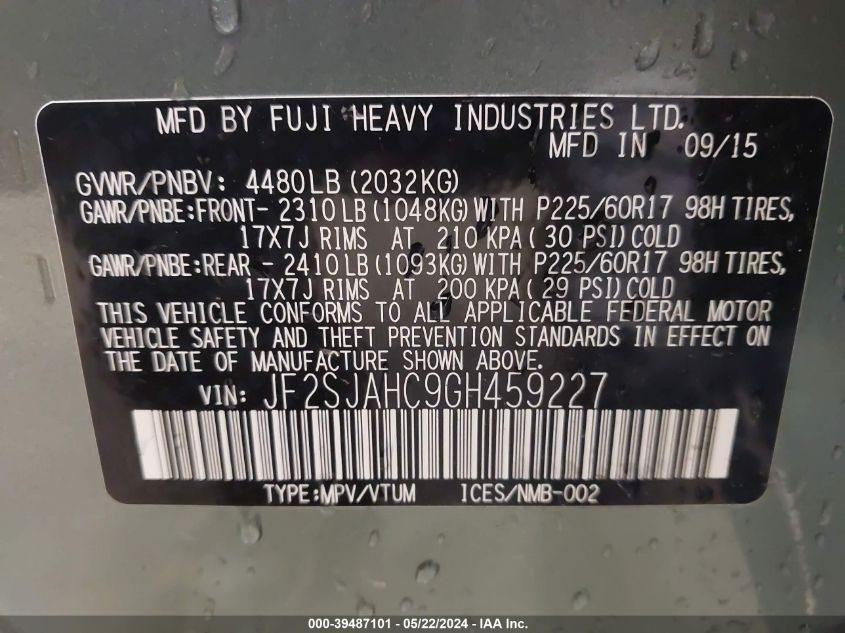 MFD BY FUJI HEAVY INDUSTRIES LTD.
MFD IN 09/15
GVWR/PNBV: 4480LB (2032KG)
GAWR/PNBE:FRONT- 2310LB (1048KG) WITH P225/60R17 98H TIRES,
17X7J RIMS AT 210 KPA ( 30 PSI) COLD
GAWR/PNBE:REAR - 2410LB (1093KG) WITH P225/60R17 98H TIRES,
17X7J RIMS AT 200 KPA ( 29 PSI) COLD
THIS VEHICLE CONFORMS TO ALL APPLICABLE FEDERAL MOTOR
VEHICLE SAFETY AND THEFT PREVENTION STANDARDS IN EFFECT ON
THE DATE OF MANUFACTURE SHOWN ABOVE.
VIN: JF2SJAHC9GH459227
TYPE:MPV/VTUM ICES/NMB-002
000-39487101 - 05/22/2024 - IAA Inc.